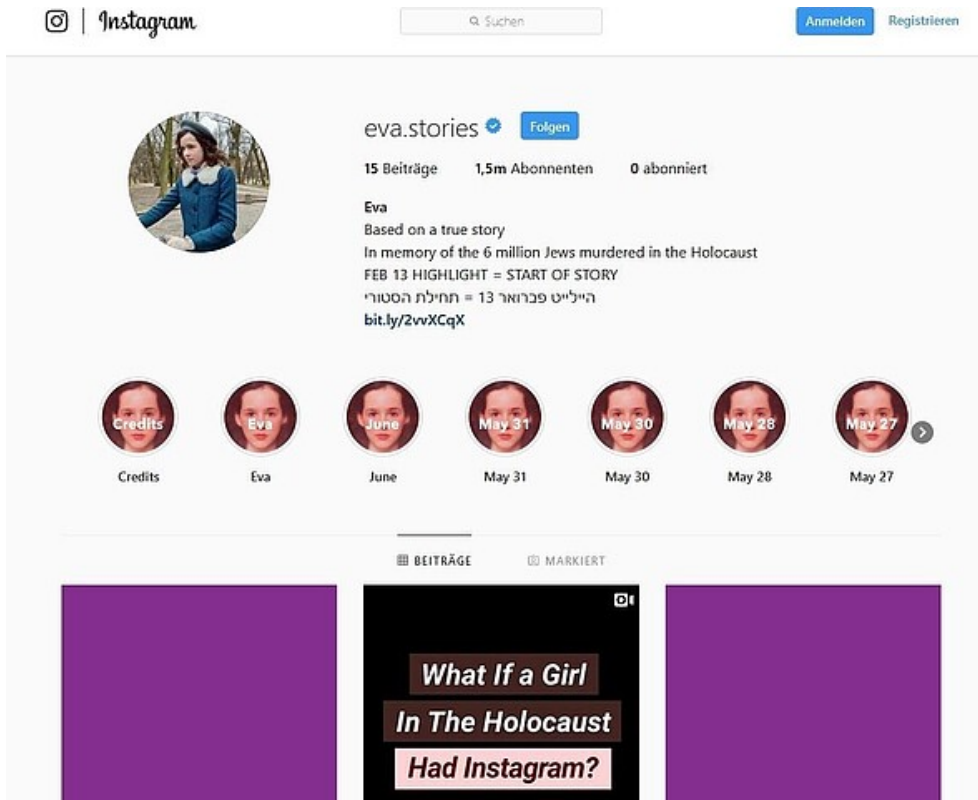 Instagram
Suchen
Anmelden
Registrieren
eva.stories
Folgen
15 Beiträge 1,5m Abonnenten 0 abonniert
Eva
Based on a true story
In memory of the 6 million Jews murdered in the Holocaust
FEB 13 HIGHLIGHT = START OF STORY
היילייט פברואר 13 = תחילת הסטורי
bit.ly/2vvXCqX
Credits Eva June May 31 May 30 May 28 May 27
Credits Eva June May 31 May 30 May 28 May 27
BEITRÄGE MARKIERT
What If a Girl
In The Holocaust
Had Instagram?